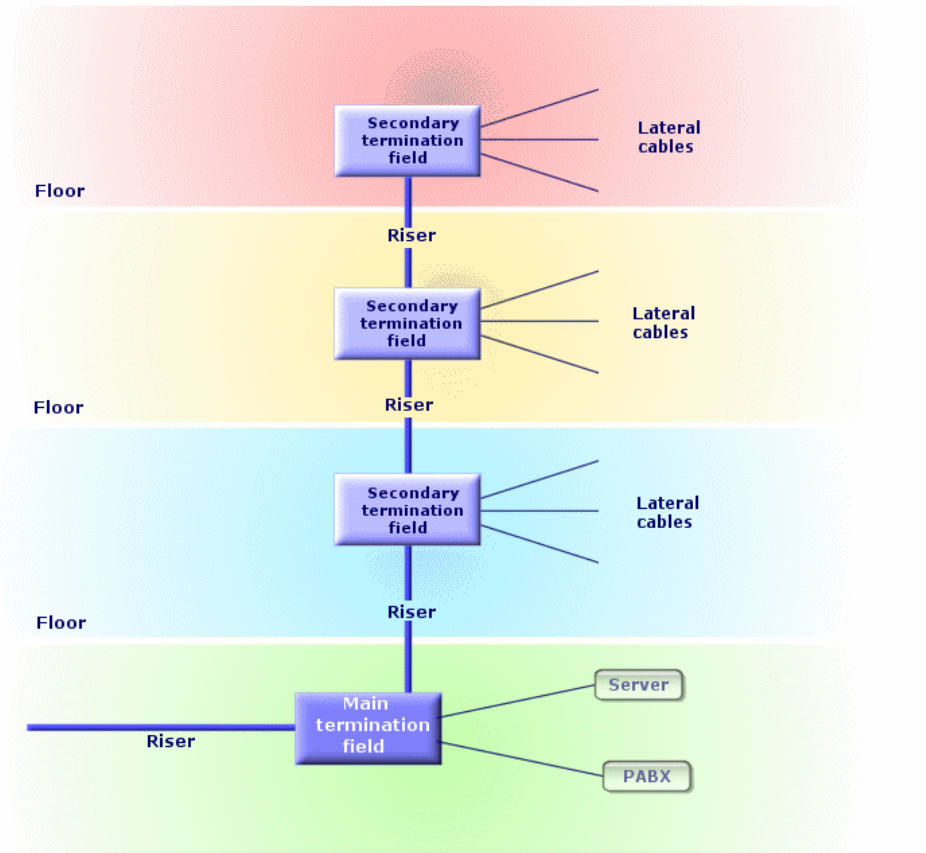 Secondary
termination
field
Lateral
cables
Floor
Riser
Secondary
termination
field
Lateral
cables
Floor
Riser
Secondary
termination
field
Lateral
cables
Riser
Floor
Main
termination
field
Server
Riser
PABX